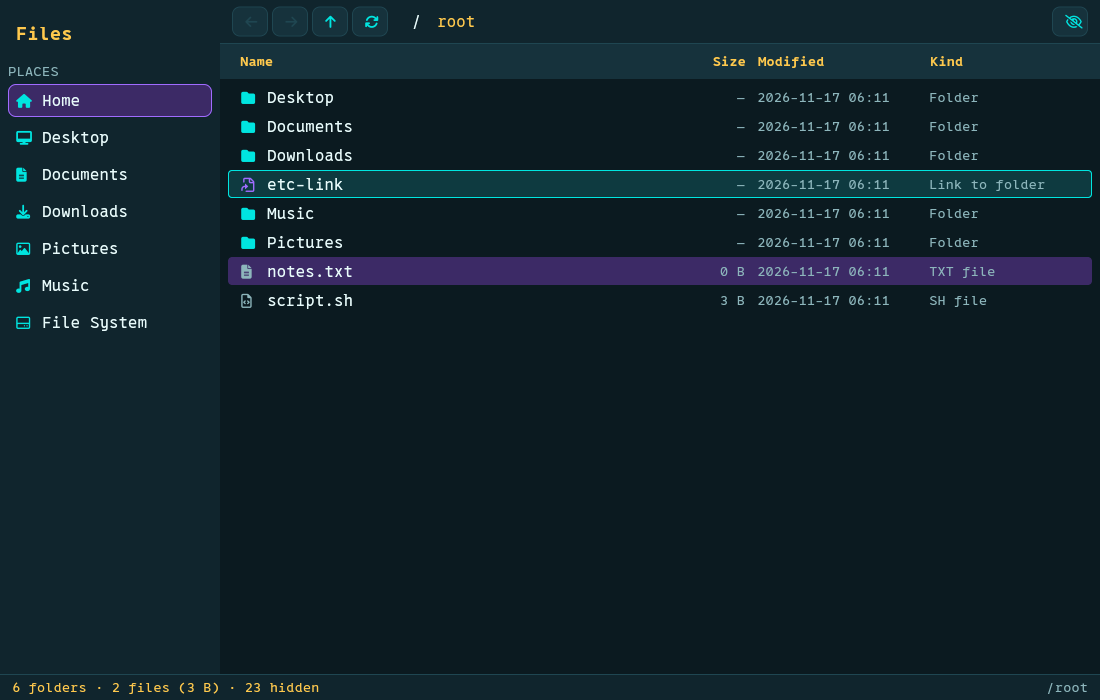 Files
PLACES
Home
Desktop
Documents
Downloads
Pictures
Music
File System
/ root
Name Size Modified Kind
Desktop — 2026-11-17 06:11 Folder
Documents — 2026-11-17 06:11 Folder
Downloads — 2026-11-17 06:11 Folder
etc-link — 2026-11-17 06:11 Link to folder
Music — 2026-11-17 06:11 Folder
Pictures — 2026-11-17 06:11 Folder
notes.txt 0 B 2026-11-17 06:11 TXT file
script.sh 3 B 2026-11-17 06:11 SH file
6 folders · 2 files (3 B) · 23 hidden /root